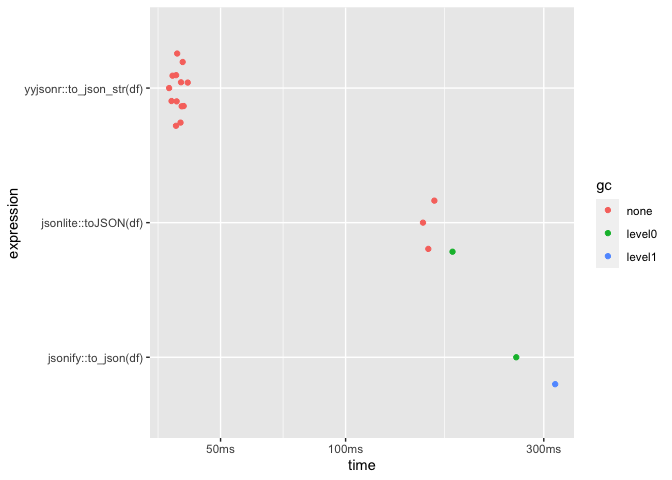 expression
yyjsonr::to_json_str(df)
jsonlite::toJSON(df)
jsonify::to_json(df)
50ms
100ms
300ms
time
gc
none
level0
level1